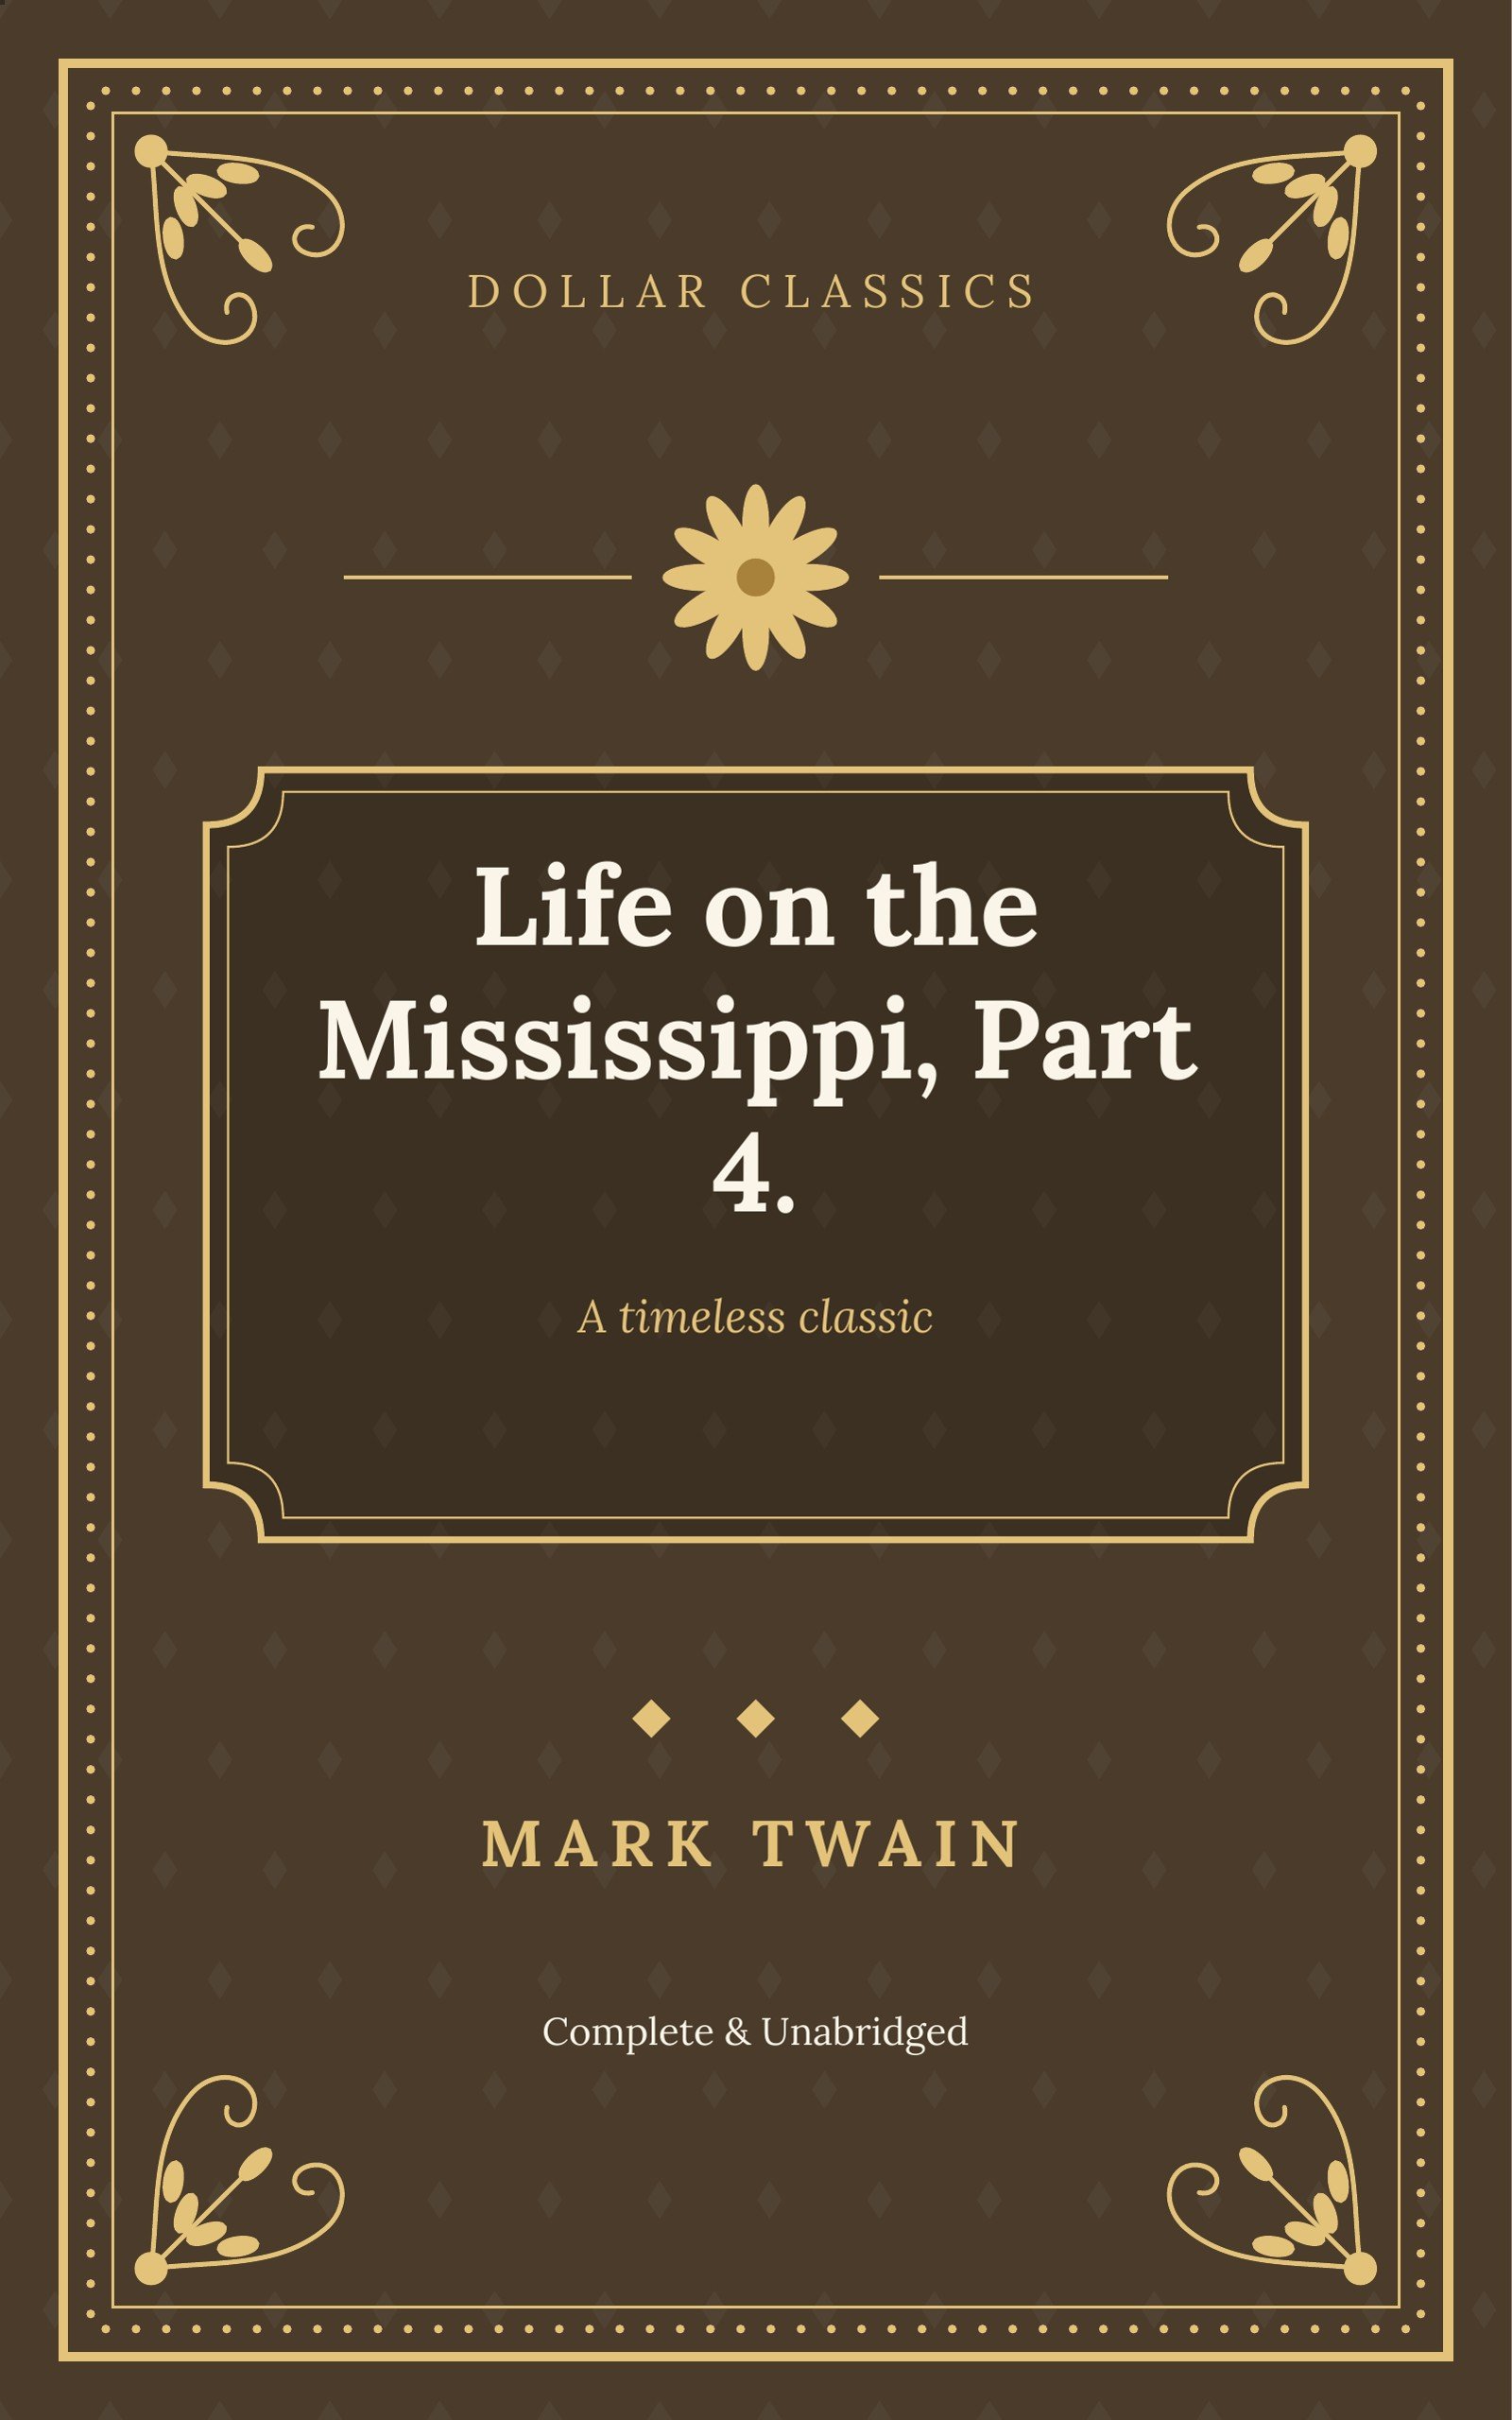 DOLLAR CLASSICS
Life on the
Mississippi, Part
4.
A timeless classic
MARK TWAIN
Complete & Unabridged